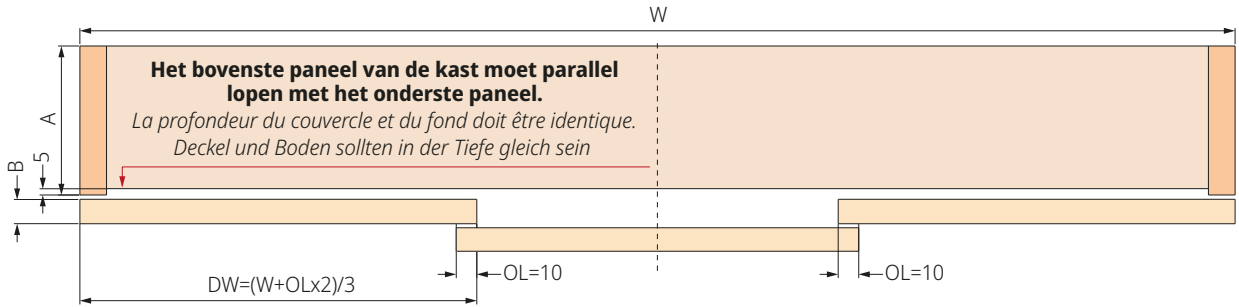 W
Het bovenste paneel van de kast moet parallel
lopen met het onderste paneel.
La profondeur du couvercle et du fond doit être identique.
Deckel und Boden sollten in der Tiefe gleich sein
A
5
B
OL=10
OL=10
DW=(W+OLx2)/3